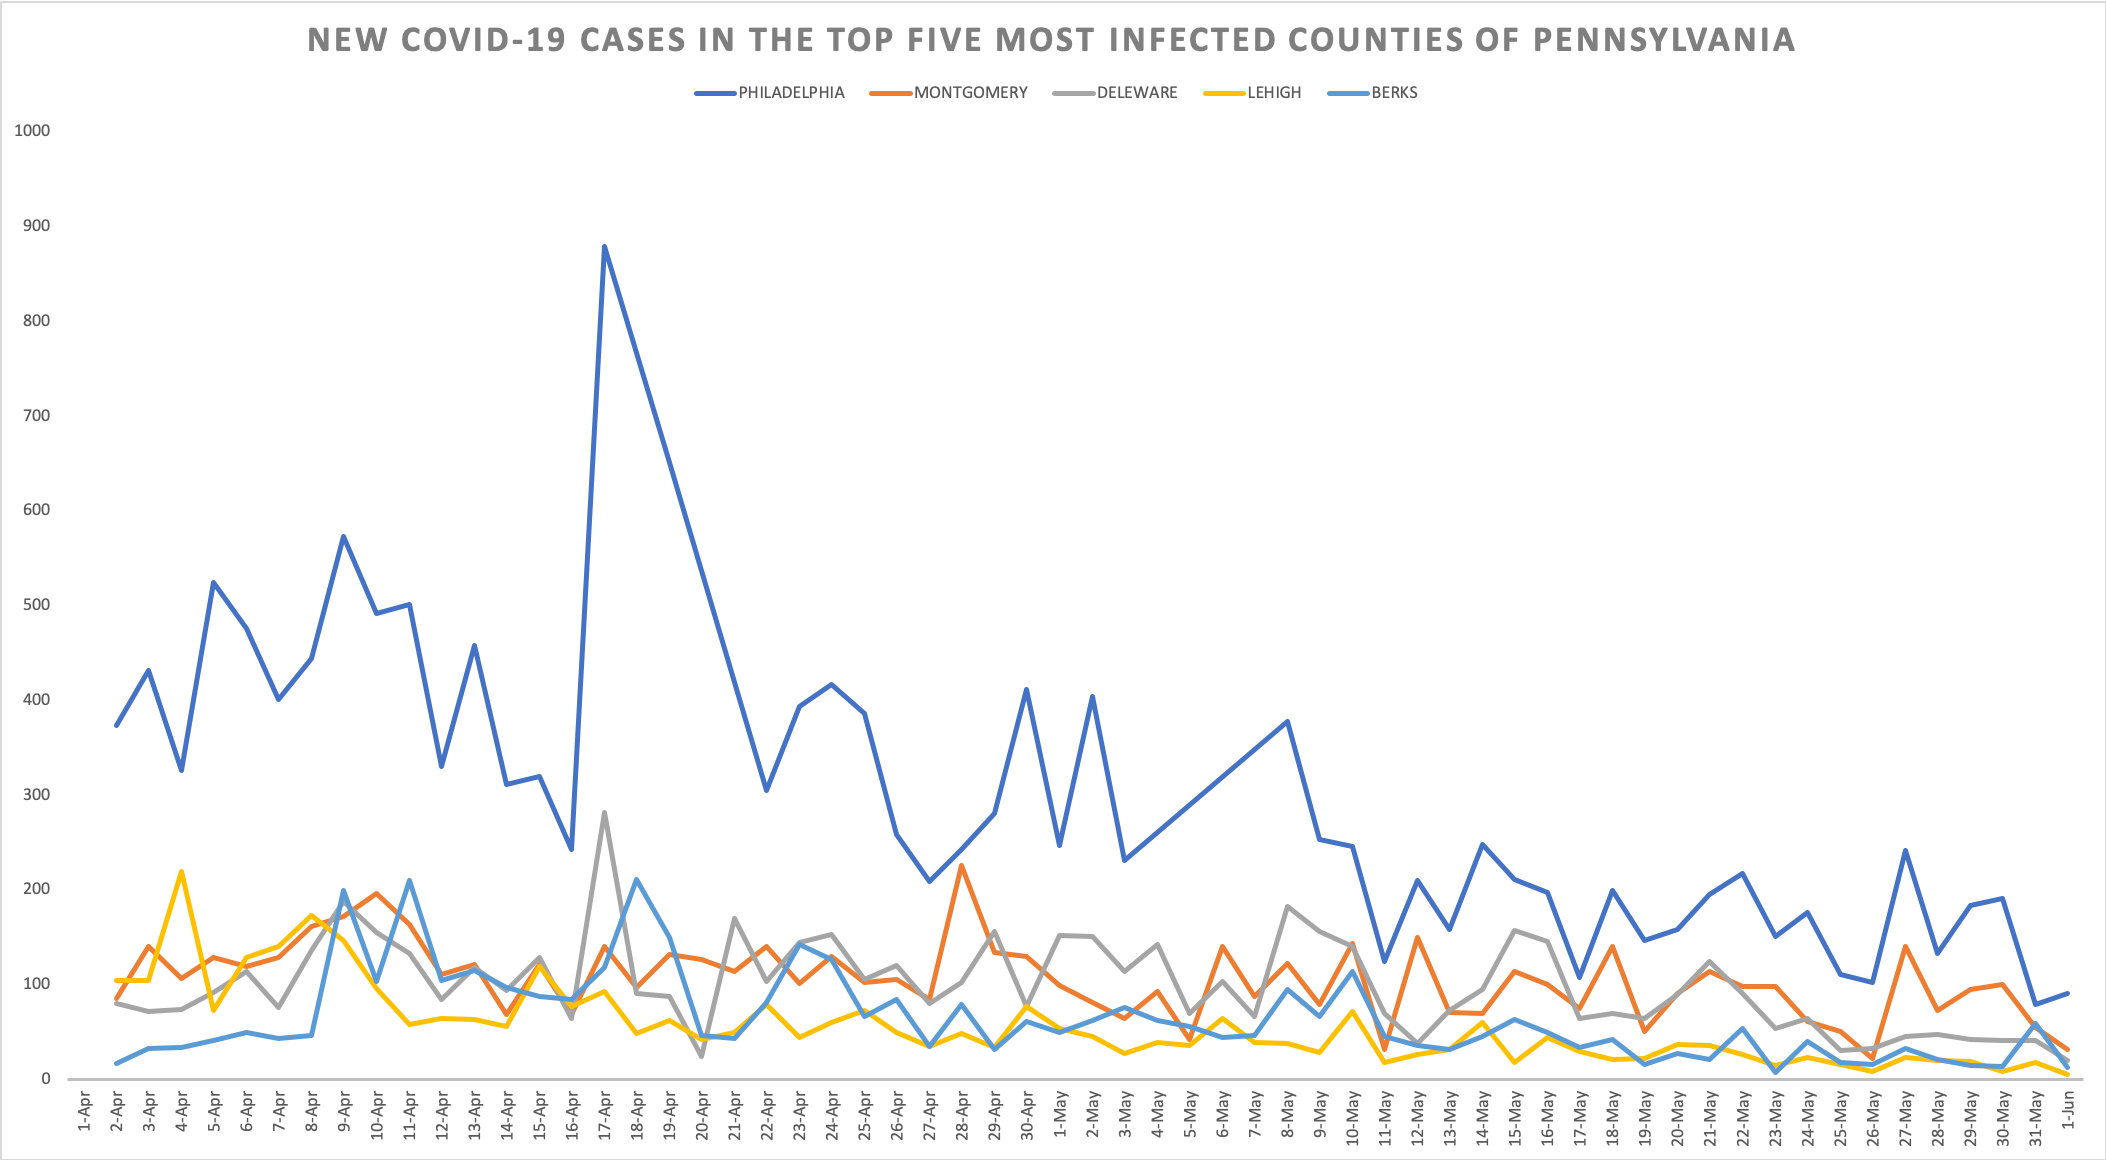 NEW COVID-19 CASES IN THE TOP FIVE MOST INFECTED COUNTIES OF PENNSYLVANIA
PHILADELPHIA MONTGOMERY DELEWARE LEHIGH BERKS
1000
900
800
700
600
500
400
300
200
100
0
1-Apr
2-Apr
3-Apr
4-Apr
5-Apr
6-Apr
7-Apr
8-Apr
9-Apr
10-Apr
11-Apr
12-Apr
13-Apr
14-Apr
15-Apr
16-Apr
17-Apr
18-Apr
19-Apr
20-Apr
21-Apr
22-Apr
23-Apr
24-Apr
25-Apr
26-Apr
27-Apr
28-Apr
29-Apr
30-Apr
1-May
2-May
3-May
4-May
5-May
6-May
7-May
8-May
9-May
10-May
11-May
12-May
13-May
14-May
15-May
16-May
17-May
18-May
19-May
20-May
21-May
22-May
23-May
24-May
25-May
26-May
27-May
28-May
29-May
30-May
31-May
1-Jun